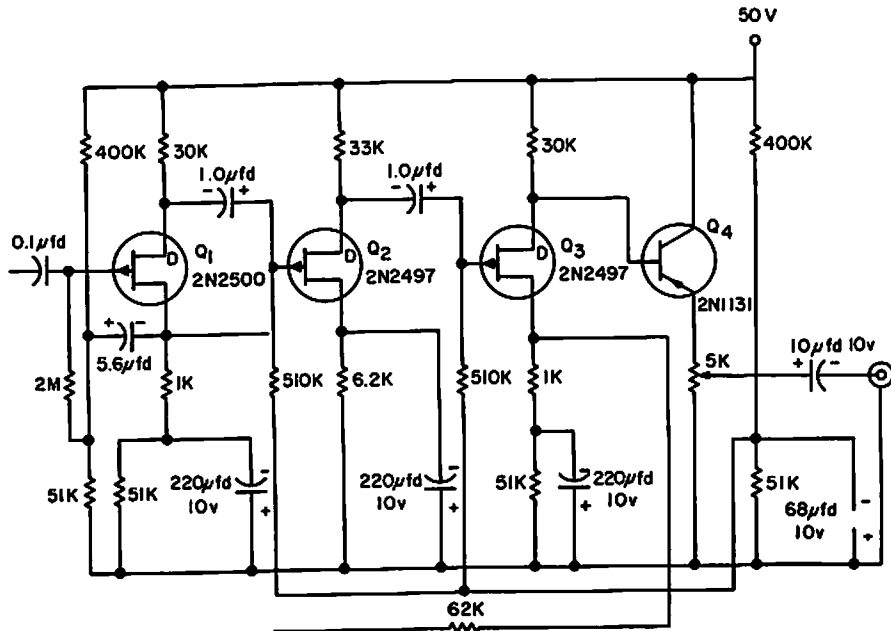 50 V
400K
30K
1.0µfd
- +
33K
1.0µfd
- +
30K
400K
0.1µfd
D
Q1
2N2500
D
Q2
2N2497
D
Q3
2N2497
Q4
2N1131
+ -
5.6µfd
2M
1K
510K
6.2K
510K
1K
5K
10µfd 10v
+ -
51K
51K
220µfd
10v
-
+
220µfd
10v
-
+
51K
220µfd
10v
-
+
51K
68µfd
10v
-
+
62K